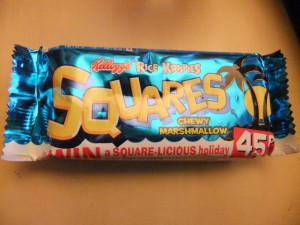 Kellogg's RICE KRISPIES
SQUARES
CHEWY
MARSHMALLOW
WIN a SQUARE-LICIOUS holiday
45P